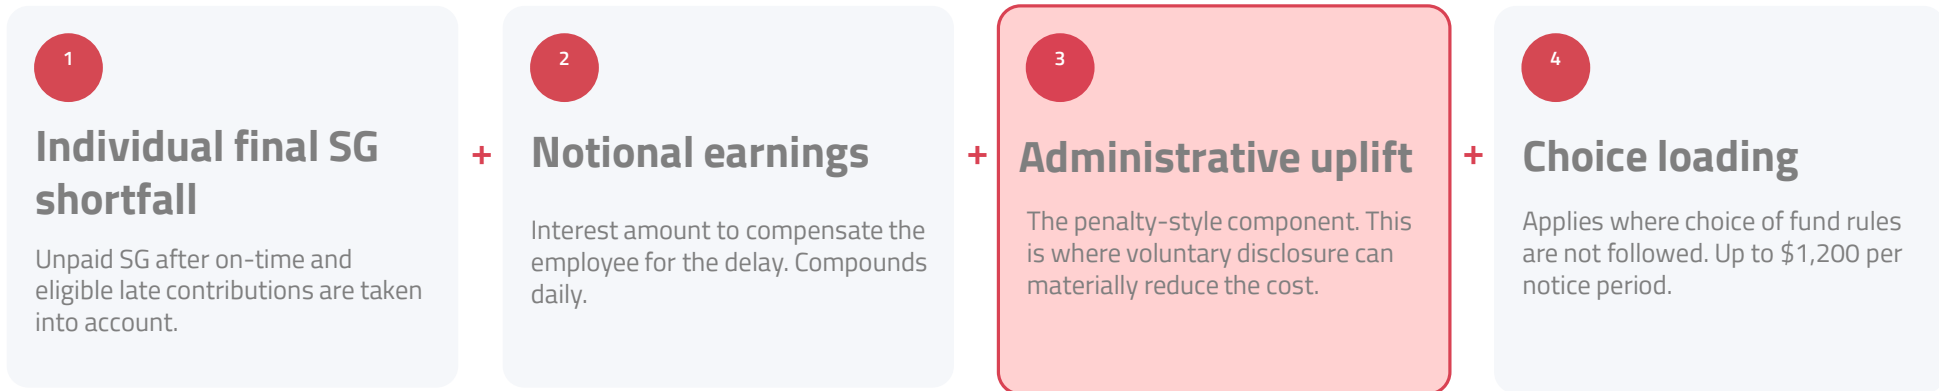 1
Individual final SG
shortfall
Unpaid SG after on-time and
eligible late contributions are taken
into account.
+
2
Notional earnings
Interest amount to compensate the
employee for the delay. Compounds
daily.
+
3
Administrative uplift
The penalty-style component. This
is where voluntary disclosure can
materially reduce the cost.
+
4
Choice loading
Applies where choice of fund rules
are not followed. Up to $1,200 per
notice period.